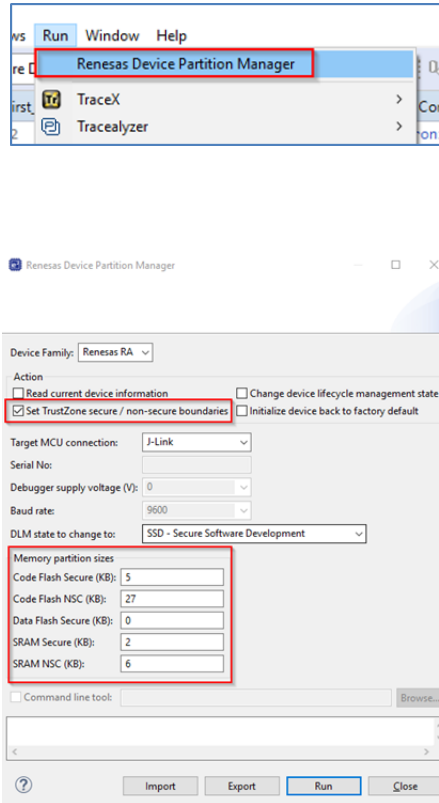 ws Run Window Help
re D Renesas Device Partition Manager
irst_ TraceX > Con
2 Tracealyzer > on
Renesas Device Partition Manager
Device Family: Renesas RA
Action
Read current device information Change device lifecycle management state
Set TrustZone secure / non-secure boundaries Initialize device back to factory default
Target MCU connection: J-Link
Serial No:
Debugger supply voltage (V): 0
Baud rate: 9600
DLM state to change to: SSD - Secure Software Development
Memory partition sizes
Code Flash Secure (KB): 5
Code Flash NSC (KB): 27
Data Flash Secure (KB): 0
SRAM Secure (KB): 2
SRAM NSC (KB): 6
Command line tool: Browse...
Import Export Run Close